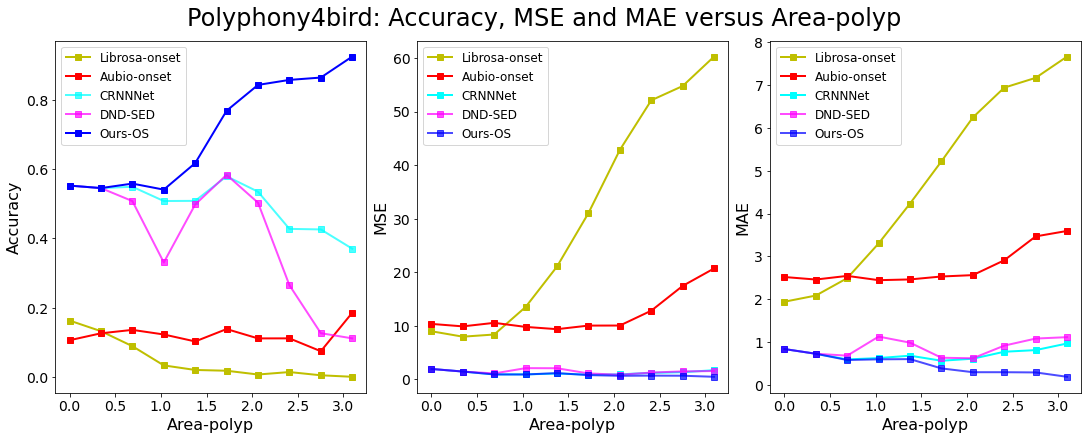 Polyphony4bird: Accuracy, MSE and MAE versus Area-polyp
Accuracy
0.8
0.6
0.4
0.2
0.0
Librosa-onset
Aubio-onset
CRNNNet
DND-SED
Ours-OS
0.0 0.5 1.0 1.5 2.0 2.5 3.0
Area-polyp
MSE
60
50
40
30
20
10
0
Librosa-onset
Aubio-onset
CRNNNet
DND-SED
Ours-OS
0.0 0.5 1.0 1.5 2.0 2.5 3.0
Area-polyp
MAE
8
7
6
5
4
3
2
1
0
Librosa-onset
Aubio-onset
CRNNNet
DND-SED
Ours-OS
0.0 0.5 1.0 1.5 2.0 2.5 3.0
Area-polyp